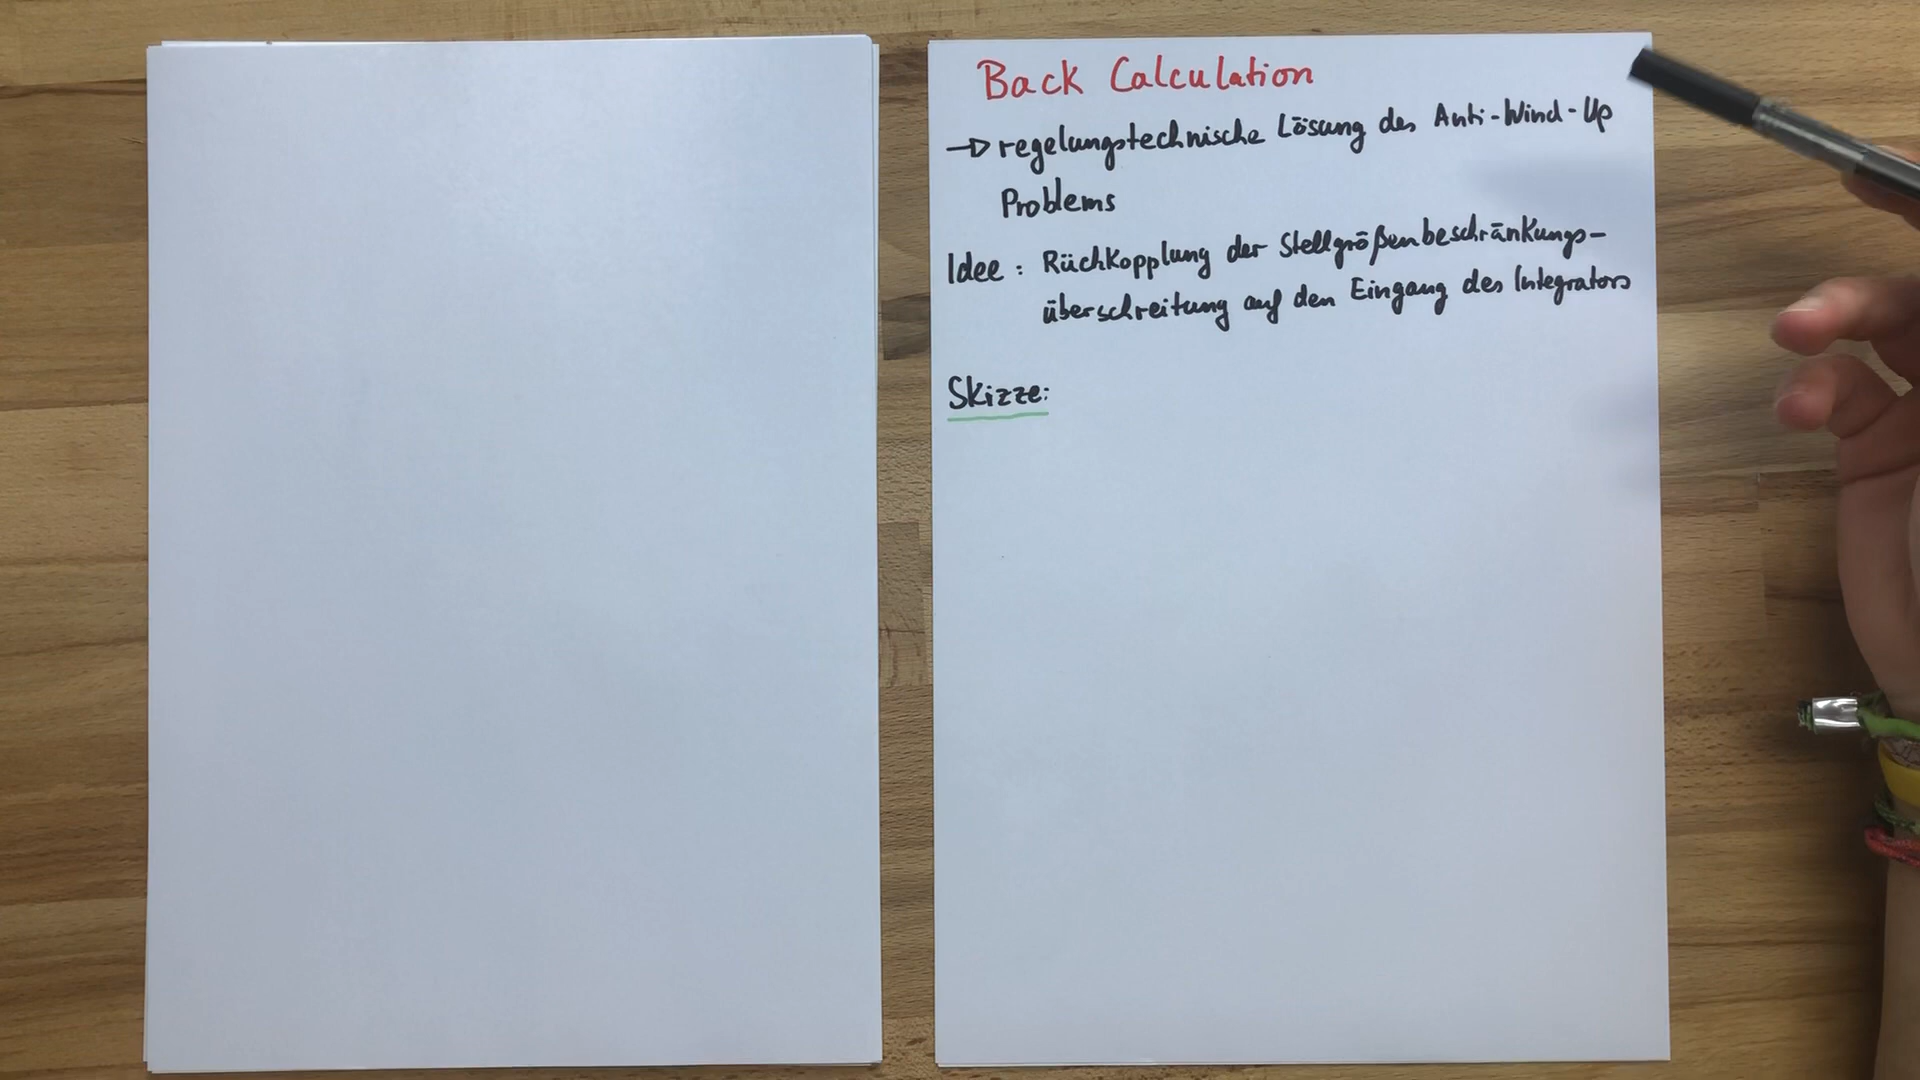 Back Calculation
→ regelungstechnische Lösung des Anti-Wind-Up
Problems
Idee: Rückkopplung der Stellgrößenbeschränkungs-
überschreitung auf den Eingang des Integrators
Skizze: